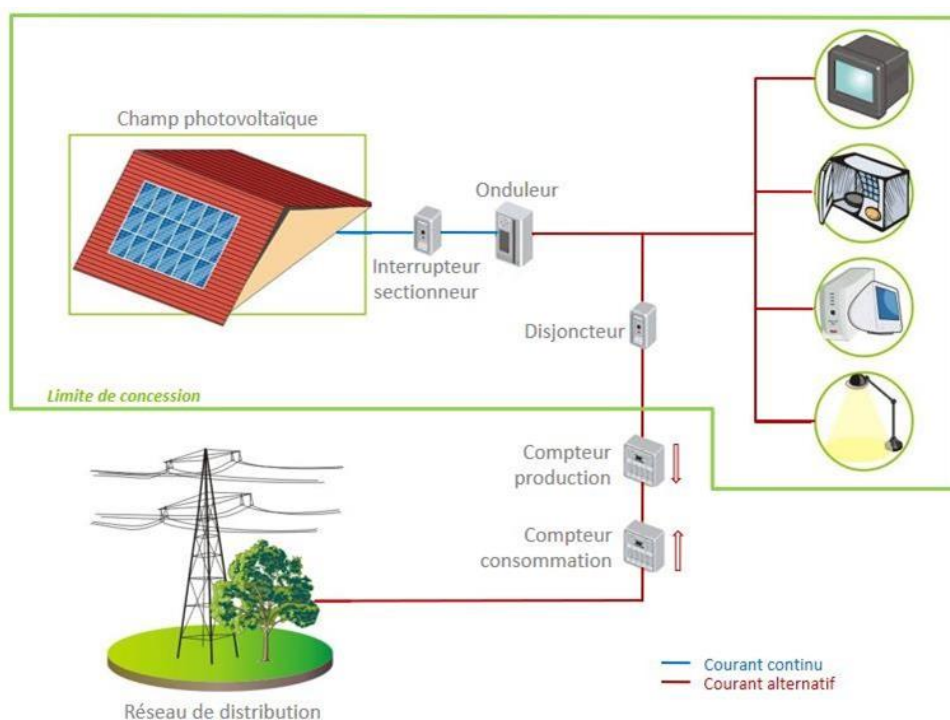 Champ photovoltaïque
Onduleur
Interrupteur
sectionneur
Disjoncteur
Limite de concession
Compteur
production
Compteur
consommation
Courant continu
Courant alternatif
Réseau de distribution